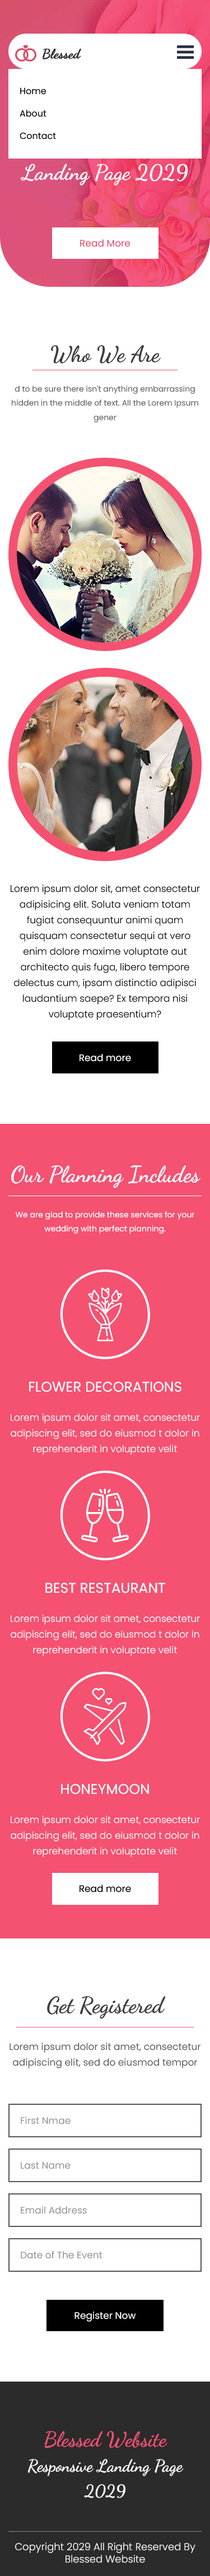 Blessed
Home
About
Contact
Landing Page 2029
Read More
Who We Are
d to be sure there isn't anything embarrassing
hidden in the middle of text. All the Lorem Ipsum
gener
Lorem ipsum dolor sit, amet consectetur
adipisicing elit. Soluta veniam totam
fugiat consequuntur animi quam
quisquam consectetur sequi at vero
enim dolore maxime voluptate aut
architecto quis fuga, libero tempore
delectus cum, ipsam distinctio adipisci
laudantium saepe? Ex tempora nisi
voluptate praesentium?
Read more
Our Planning Includes
We are glad to provide these services for your
wedding with perfect planning.
FLOWER DECORATIONS
Lorem ipsum dolor sit amet, consectetur
adipiscing elit, sed do eiusmod t dolor in
reprehenderit in voluptate velit
BEST RESTAURANT
Lorem ipsum dolor sit amet, consectetur
adipiscing elit, sed do eiusmod t dolor in
reprehenderit in voluptate velit
HONEYMOON
Lorem ipsum dolor sit amet, consectetur
adipiscing elit, sed do eiusmod t dolor in
reprehenderit in voluptate velit
Read more
Get Registered
Lorem ipsum dolor sit amet, consectetur
adipiscing elit, sed do eiusmod tempor
First Nmae
Last Name
Email Address
Date of The Event
Register Now
Blessed Website
Responsive Landing Page
2029
Copyright 2029 All Right Reserved By
Blessed Website